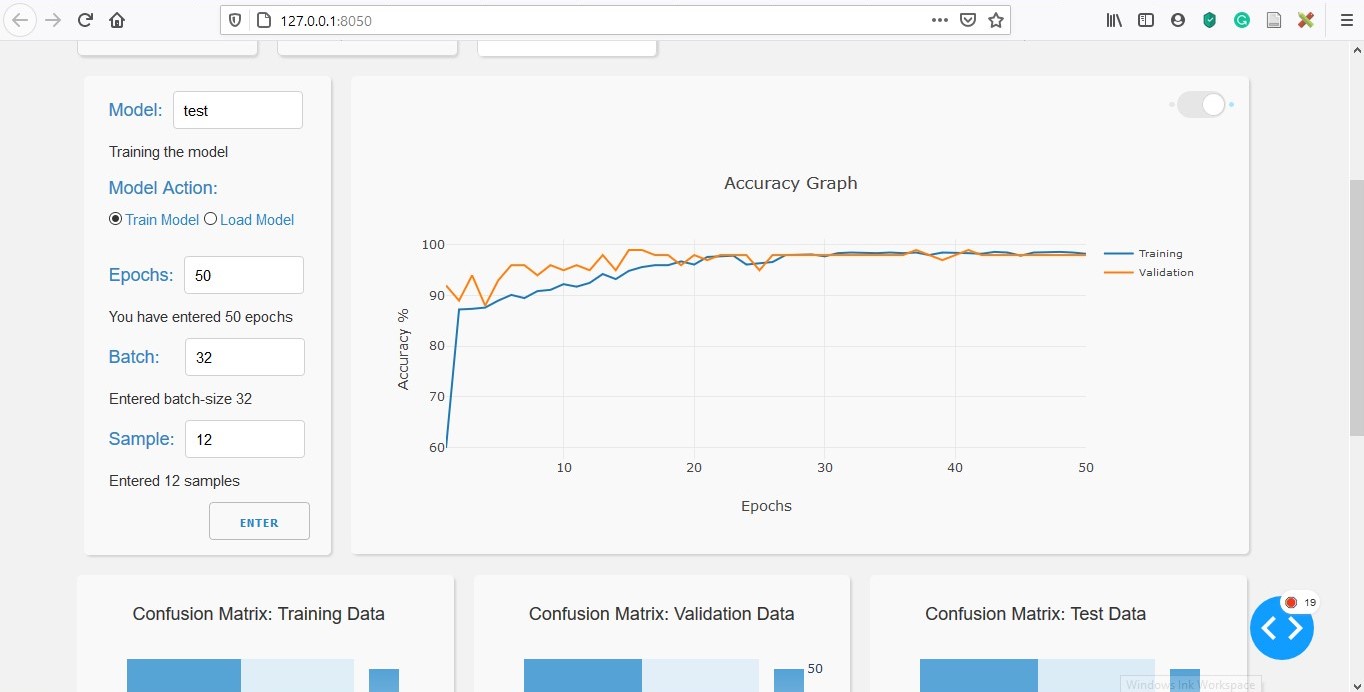 127.0.0.1:8050
Model: test
Training the model
Model Action:
Train Model Load Model
Epochs: 50
You have entered 50 epochs
Batch: 32
Entered batch-size 32
Sample: 12
Entered 12 samples
ENTER
Accuracy Graph
100
90
80
70
60
Accuracy %
10 20 30 40 50
Epochs
Training
Validation
Confusion Matrix: Training Data
Confusion Matrix: Validation Data
50
Confusion Matrix: Test Data
19
Windows Ink Workspace